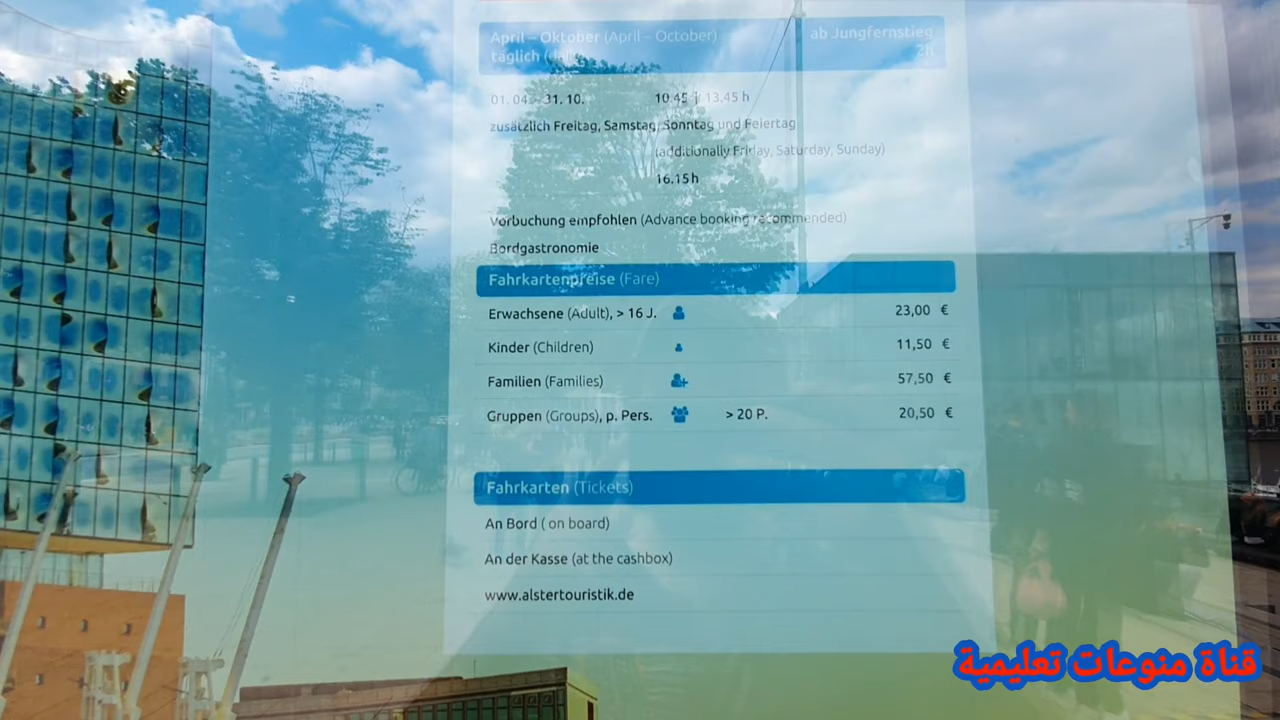 April – Oktober (April – October)
ab Jungfernstieg
täglich
2h
01. 04. - 31. 10.
10.45 + 13.45 h
zusätzlich Freitag, Samstag, Sonntag und Feiertag
(additionally Friday, Saturday, Sunday)
16.15 h
Vorbuchung empfohlen (Advance booking recommended)
Bordgastronomie
Fahrkartenpreise (Fare)
Erwachsene (Adult), > 16 J. 23,00 €
Kinder (Children) 11,50 €
Familien (Families) 57,50 €
Gruppen (Groups), p. Pers. > 20 P. 20,50 €
Fahrkarten (Tickets)
An Bord ( on board)
An der Kasse (at the cashbox)
www.alstertouristik.de
قناة منوعات تعليمية